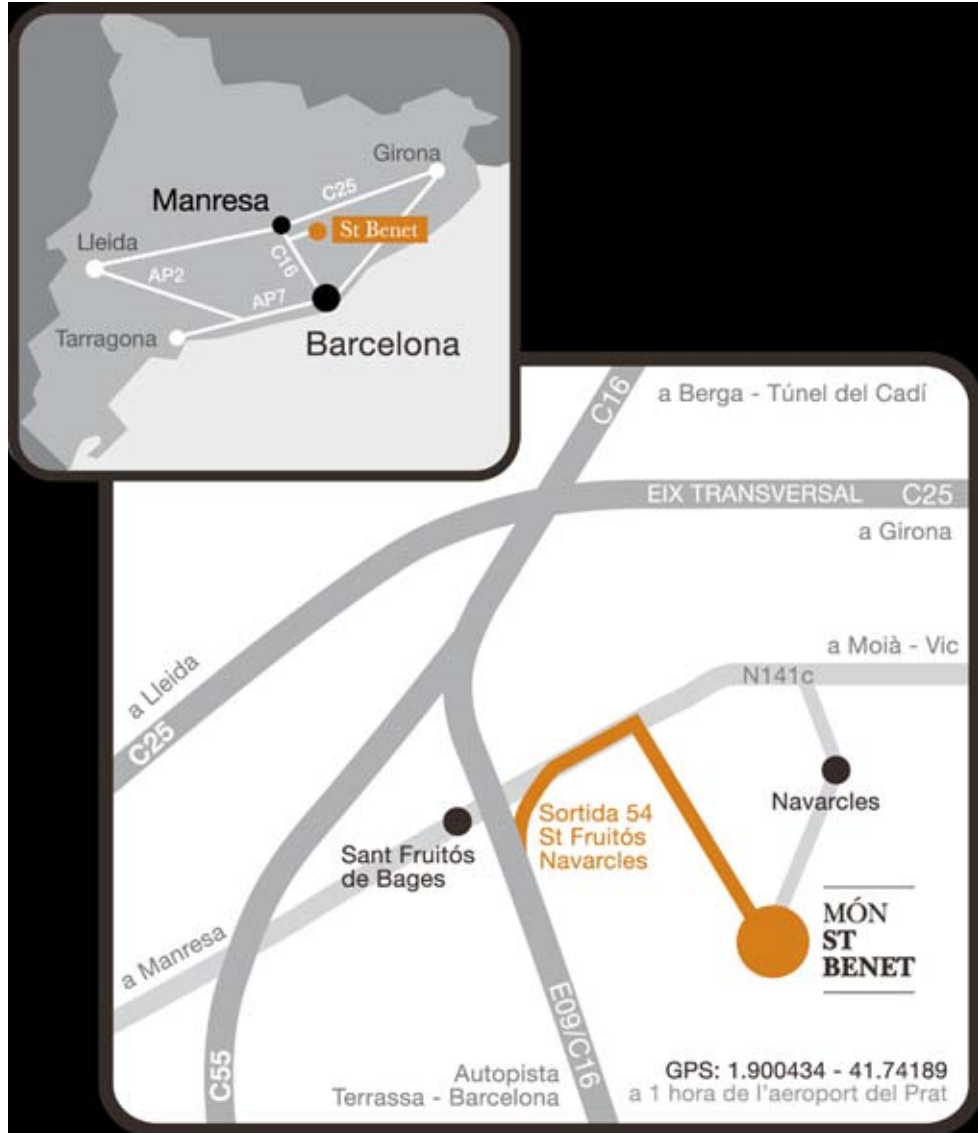 Girona
C25
Manresa
St Benet
Lleida
C16
AP2
AP7
Tarragona
Barcelona
C16
a Berga - Túnel del Cadí
EIX TRANSVERSAL C25
a Girona
a Moià - Vic
N141c
a Lleida
C25
Navarcles
Sortida 54
St Fruitós
Navarcles
Sant Fruitós
de Bages
MÓN
ST
BENET
a Manresa
E09/C16
C55
Autopista
Terrassa - Barcelona
GPS: 1.900434 - 41.74189
a 1 hora de l'aeroport del Prat